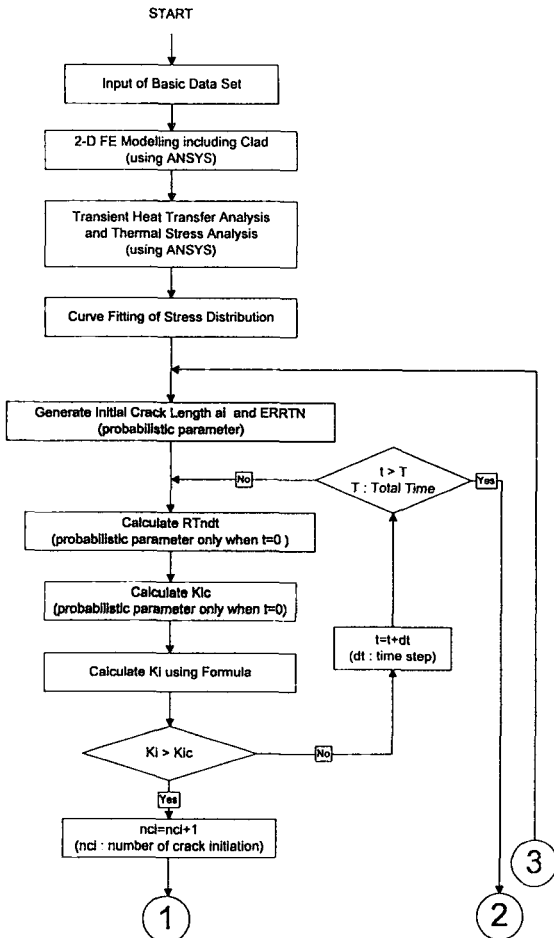 START
Input of Basic Data Set
2-D FE Modelling including Clad
(using ANSYS)
Transient Heat Transfer Analysis
and Thermal Stress Analysis
(using ANSYS)
Curve Fitting of Stress Distribution
Generate Initial Crack Length ai and ERRTN
(probabilistic parameter)
t > T
T : Total Time
No
Yes
Calculate RTndt
(probabilistic parameter only when t=0 )
Calculate KIc
(probabilistic parameter only when t=0)
t=t+dt
(dt : time step)
Calculate Ki using Formula
Ki > Kic
No
Yes
nci=nci+1
(nci : number of crack initiation)
1
2
3